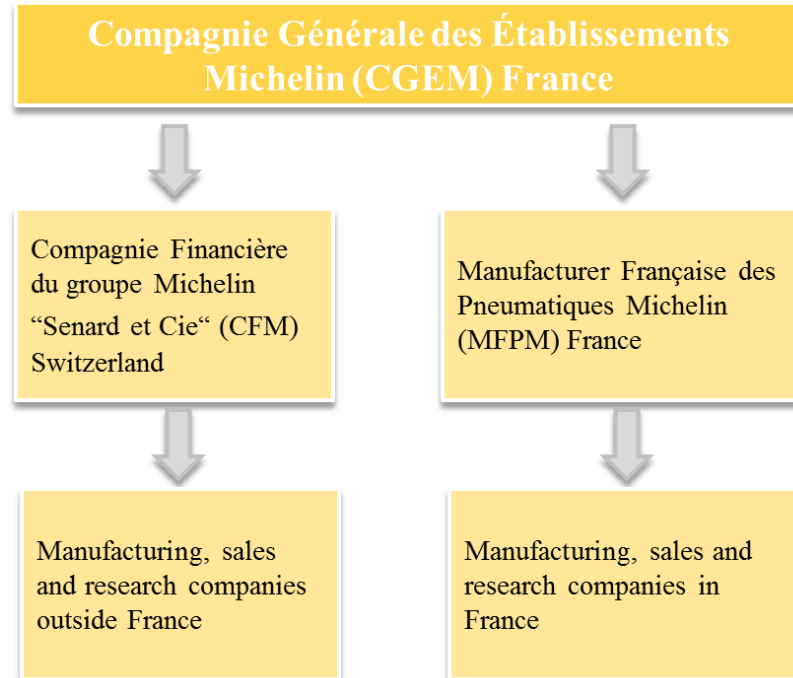 Compagnie Générale des Établissements
Michelin (CGEM) France
Compagnie Financière
du groupe Michelin
“Senard et Cie“ (CFM)
Switzerland
Manufacturer Française des
Pneumatiques Michelin
(MFPM) France
Manufacturing, sales
and research companies
outside France
Manufacturing, sales and
research companies in
France